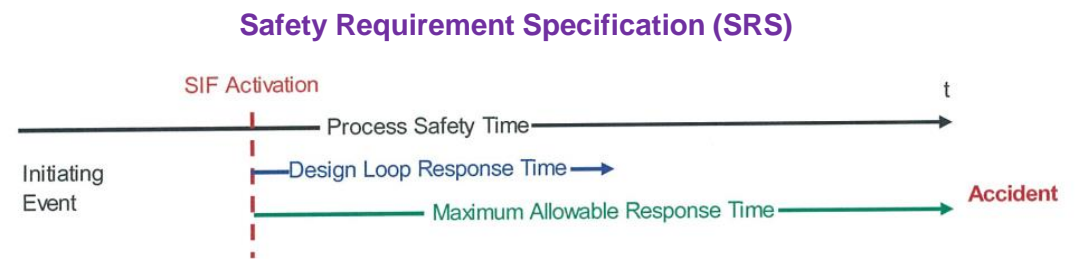 Safety Requirement Specification (SRS)
SIF Activation
t
Process Safety Time
Initiating
Event
Design Loop Response Time
Accident
Maximum Allowable Response Time